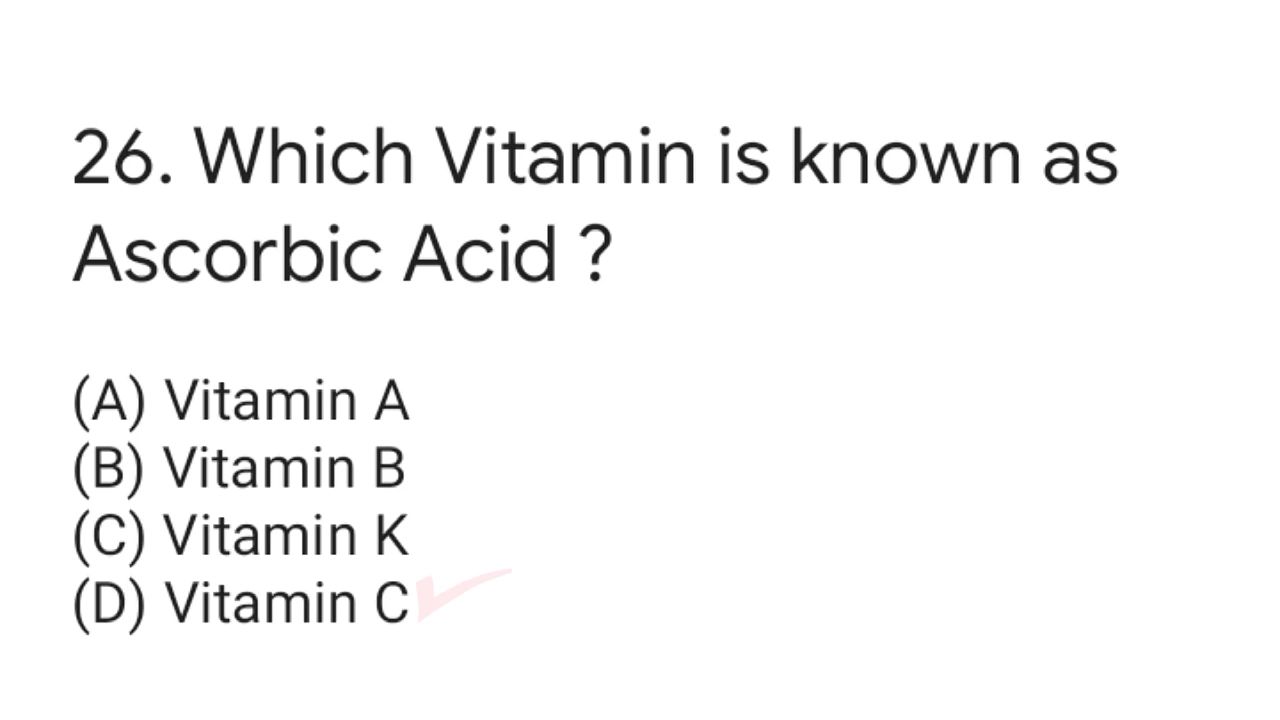 26. Which Vitamin is known as
Ascorbic Acid ?
(A) Vitamin A
(B) Vitamin B
(C) Vitamin K
(D) Vitamin C